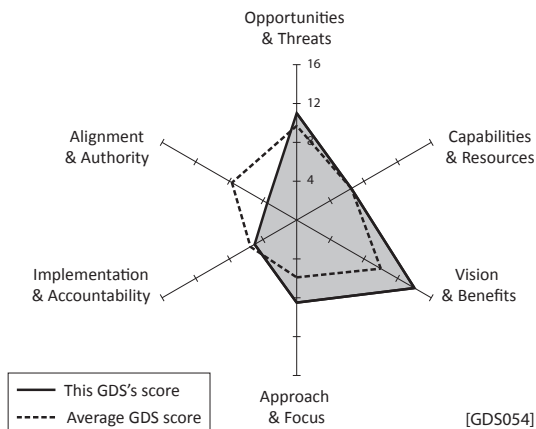 Opportunities
& Threats
16
12
8
4
Alignment
& Authority
Capabilities
& Resources
Implementation
& Accountability
Vision
& Benefits
Approach
& Focus
This GDS's score
Average GDS score
[GDS054]